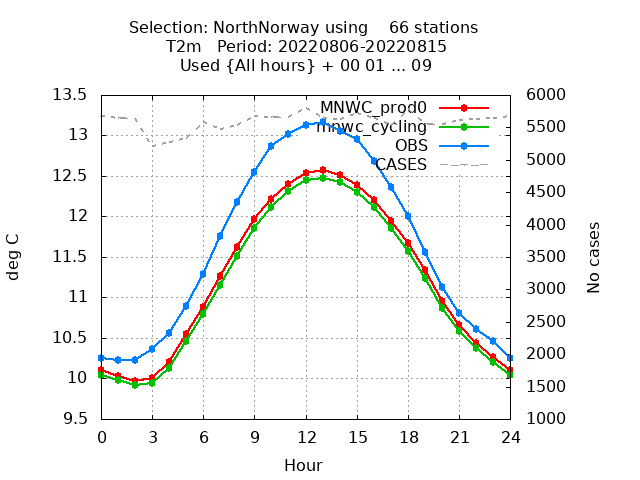 Selection: NorthNorway using    66 stations
T2m   Period: 20220806-20220815
Used {All hours} + 00 01 ... 09
MNWC_prod0
mnwc_cycling
OBS
CASES
13.5
13
12.5
12
11.5
11
10.5
10
9.5
deg C
6000
5500
5000
4500
4000
3500
3000
2500
2000
1500
1000
No cases
0 3 6 9 12 15 18 21 24
Hour